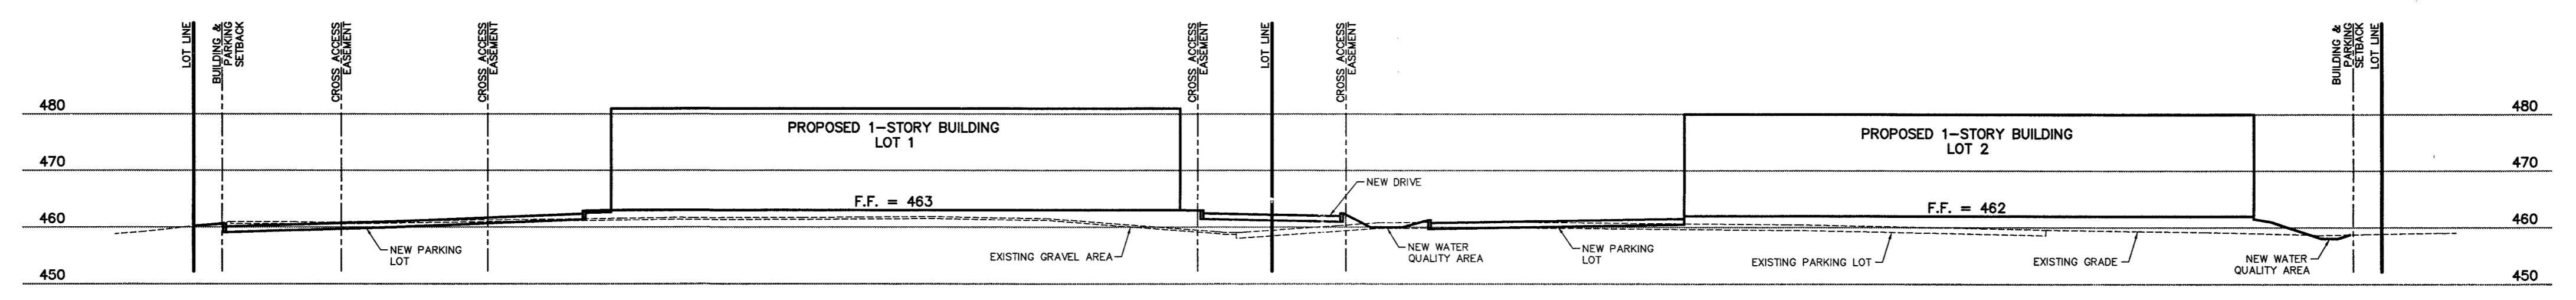 LOT LINE
BUILDING &
PARKING
SETBACK
CROSS ACCESS
EASEMENT
CROSS ACCESS
EASEMENT
CROSS ACCESS
EASEMENT
LOT LINE
CROSS ACCESS
EASEMENT
BUILDING &
PARKING
SETBACK
LOT LINE
480
480
PROPOSED 1-STORY BUILDING
LOT 1
PROPOSED 1-STORY BUILDING
LOT 2
470
470
NEW DRIVE
F.F. = 463
F.F. = 462
460
460
NEW PARKING
LOT
EXISTING GRAVEL AREA
NEW WATER
QUALITY AREA
NEW PARKING
LOT
EXISTING PARKING LOT
EXISTING GRADE
NEW WATER
QUALITY AREA
450
450